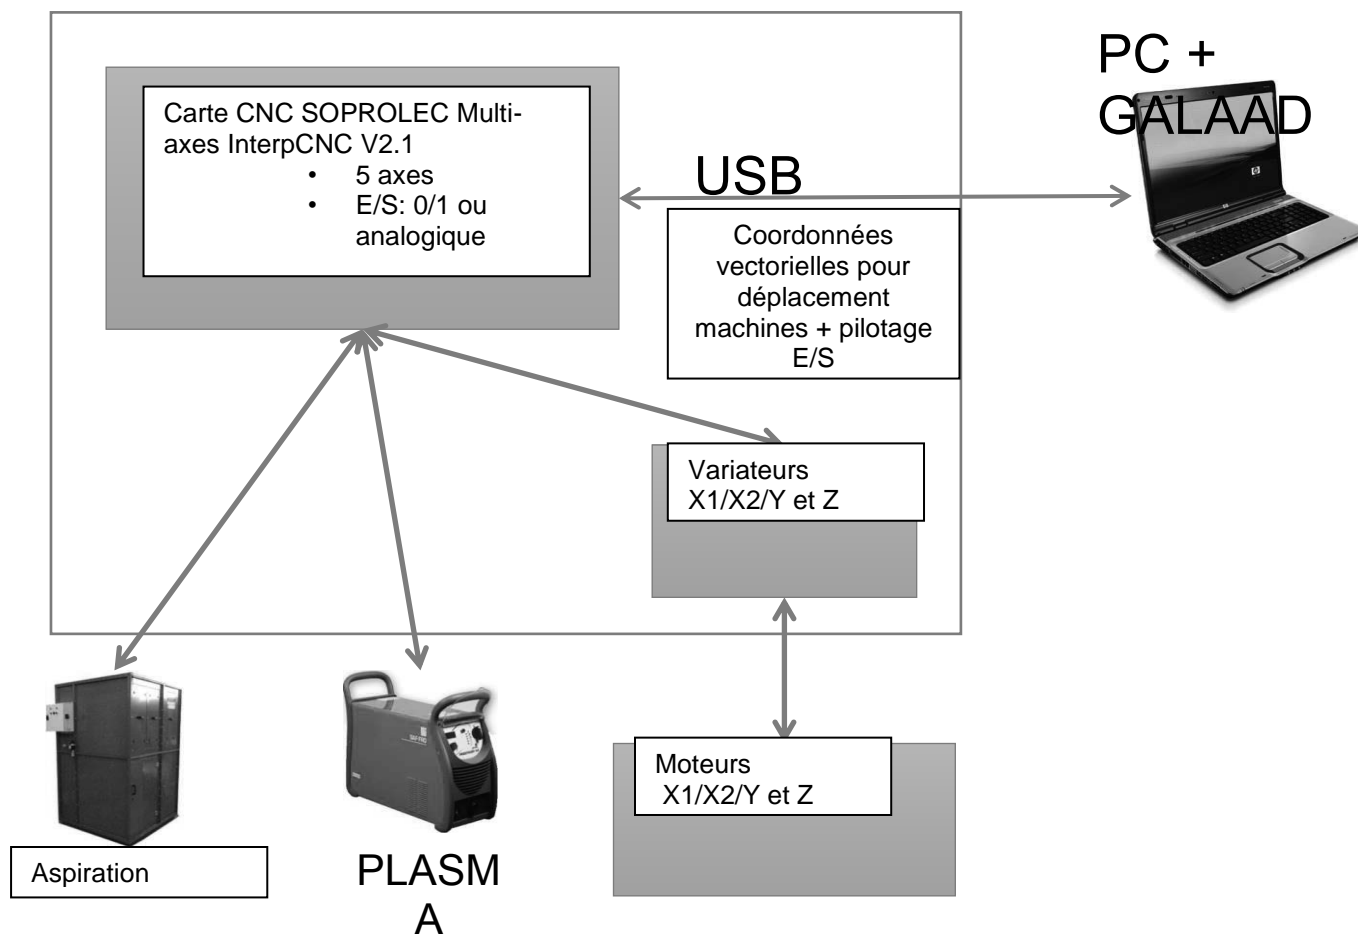 PC +
GALAAD
Carte CNC SOPROLEC Multi-
axes InterpCNC V2.1
• 5 axes
• E/S: 0/1 ou
analogique
USB
Coordonnées
vectorielles pour
déplacement
machines + pilotage
E/S
Variateurs
X1/X2/Y et Z
Moteurs
X1/X2/Y et Z
Aspiration
PLASM
A